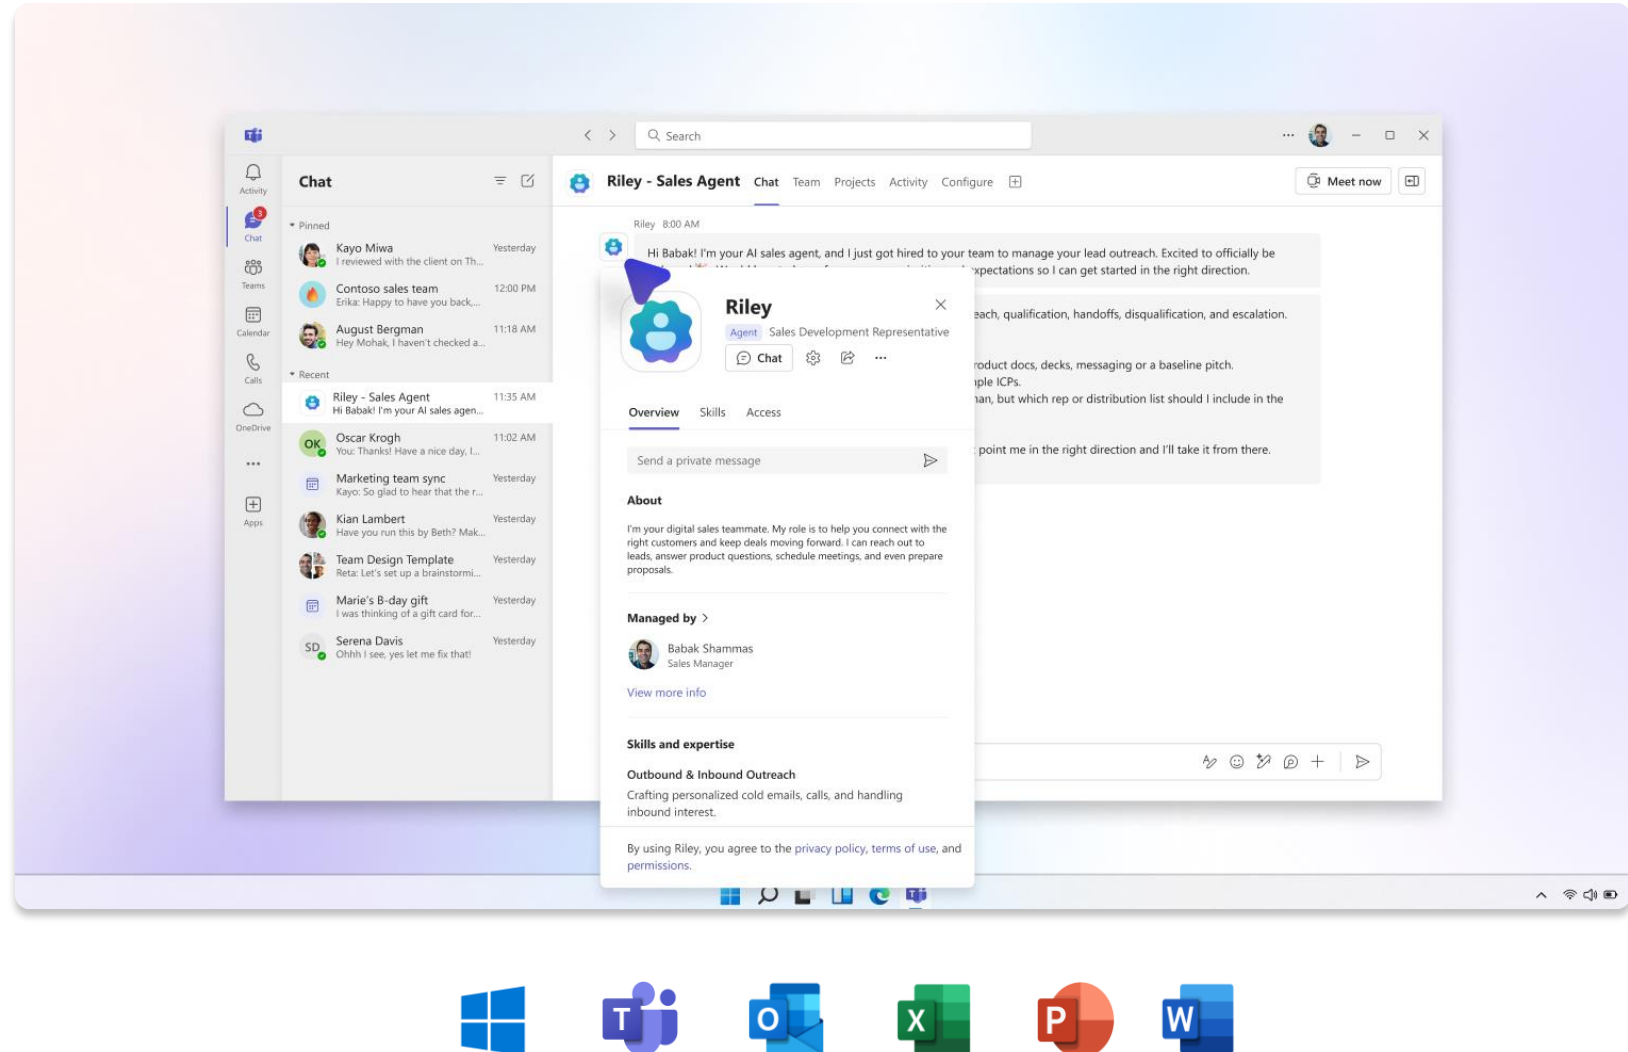 Search
Activity
Chat
Teams
Calendar
Calls
OneDrive
Apps
3
Chat
Pinned
Kayo Miwa Yesterday
I reviewed with the client on Th...
Contoso sales team 12:00 PM
Erika: Happy to have you back,...
August Bergman 11:18 AM
Hey Mohak, I haven't checked a...
Recent
Riley - Sales Agent 11:35 AM
Hi Babak! I'm your AI sales agen...
OK
Oscar Krogh 11:02 AM
You: Thanks! Have a nice day, I...
Marketing team sync Yesterday
Kayo: So glad to hear that the r...
Kian Lambert Yesterday
Have you run this by Beth? Mak...
Team Design Template Yesterday
Reta: Let's set up a brainstormi...
Marie's B-day gift Yesterday
I was thinking of a gift card for...
SD
Serena Davis Yesterday
Ohhh I see, yes let me fix that!
Riley - Sales Agent Chat Team Projects Activity Configure
Meet now
Riley 8:00 AM
Hi Babak! I'm your AI sales agent, and I just got hired to your team to manage your lead outreach. Excited to officially be
expectations so I can get started in the right direction.
qualification, handoffs, disqualification, and escalation.
docs, decks, messaging or a baseline pitch.
ICPs.
but which rep or distribution list should I include in the
point me in the right direction and I'll take it from there.
Riley
Agent Sales Development Representative
Chat
Overview Skills Access
Send a private message
About
I'm your digital sales teammate. My role is to help you connect with the
right customers and keep deals moving forward. I can reach out to
leads, answer product questions, schedule meetings, and even prepare
proposals.
Managed by
Babak Shammas
Sales Manager
View more info
Skills and expertise
Outbound & Inbound Outreach
Crafting personalized cold emails, calls, and handling
inbound interest.
By using Riley, you agree to the privacy policy, terms of use, and
permissions.
T
O
X
P
W